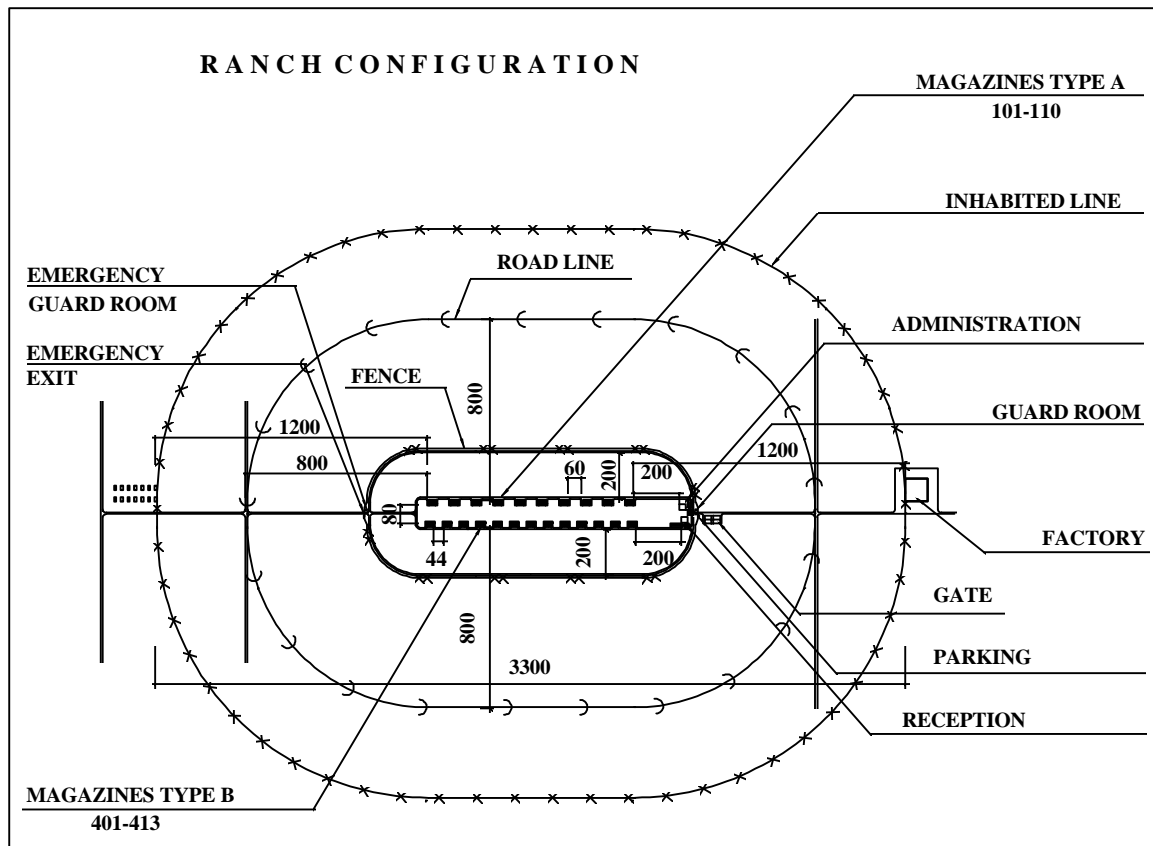 RANCH CONFIGURATION
MAGAZINES TYPE A
101-110
INHABITED LINE
ROAD LINE
EMERGENCY
GUARD ROOM
ADMINISTRATION
EMERGENCY
EXIT
FENCE
800
GUARD ROOM
1200
1200
800
60
200
200
80
44
200
200
FACTORY
GATE
800
PARKING
3300
RECEPTION
MAGAZINES TYPE B
401-413